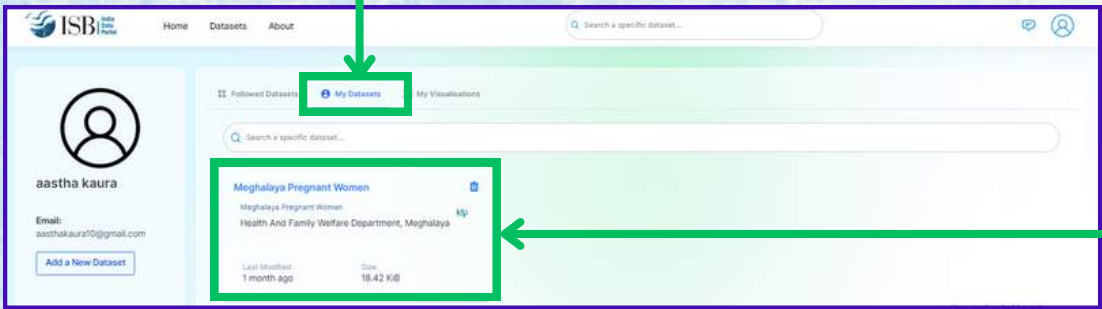 ISB India Data Portal
Home Datasets About Search a specific dataset...
Followed Datasets My Datasets My Visualisations
Search a specific dataset...
aastha kaura
Email:
aasthakaura10@gmail.com
Add a New Dataset
Meghalaya Pregnant Women
Meghalaya Pregnant Women
Health And Family Welfare Department, Meghalaya
Last Modified Size
1 month ago 18.42 KiB